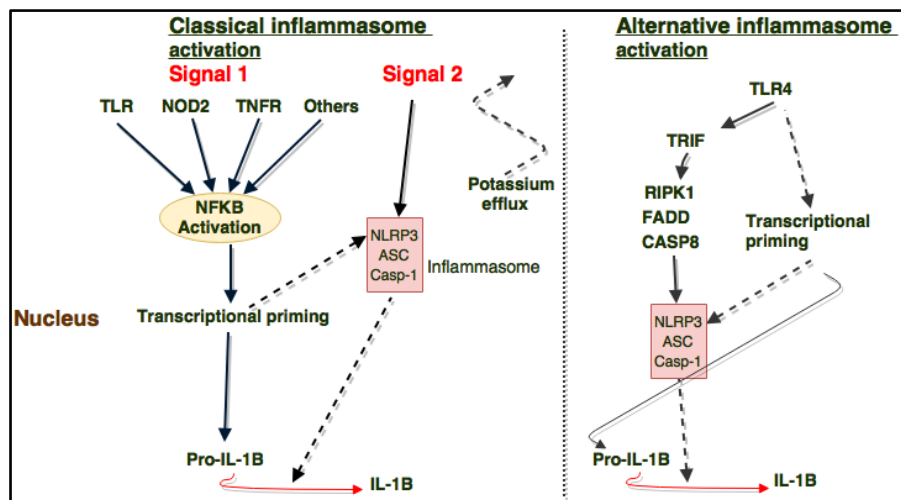 Classical inflammasome
activation
Signal 1
Signal 2
TLR NOD2 TNFR Others
NFKB
Activation
Potassium
efflux
NLRP3
ASC
Casp-1
Inflammasome
Nucleus
Transcriptional priming
Pro-IL-1B
IL-1B
Alternative inflammasome
activation
TLR4
TRIF
RIPK1
FADD
CASP8
Transcriptional
priming
NLRP3
ASC
Casp-1
Pro-IL-1B
IL-1B